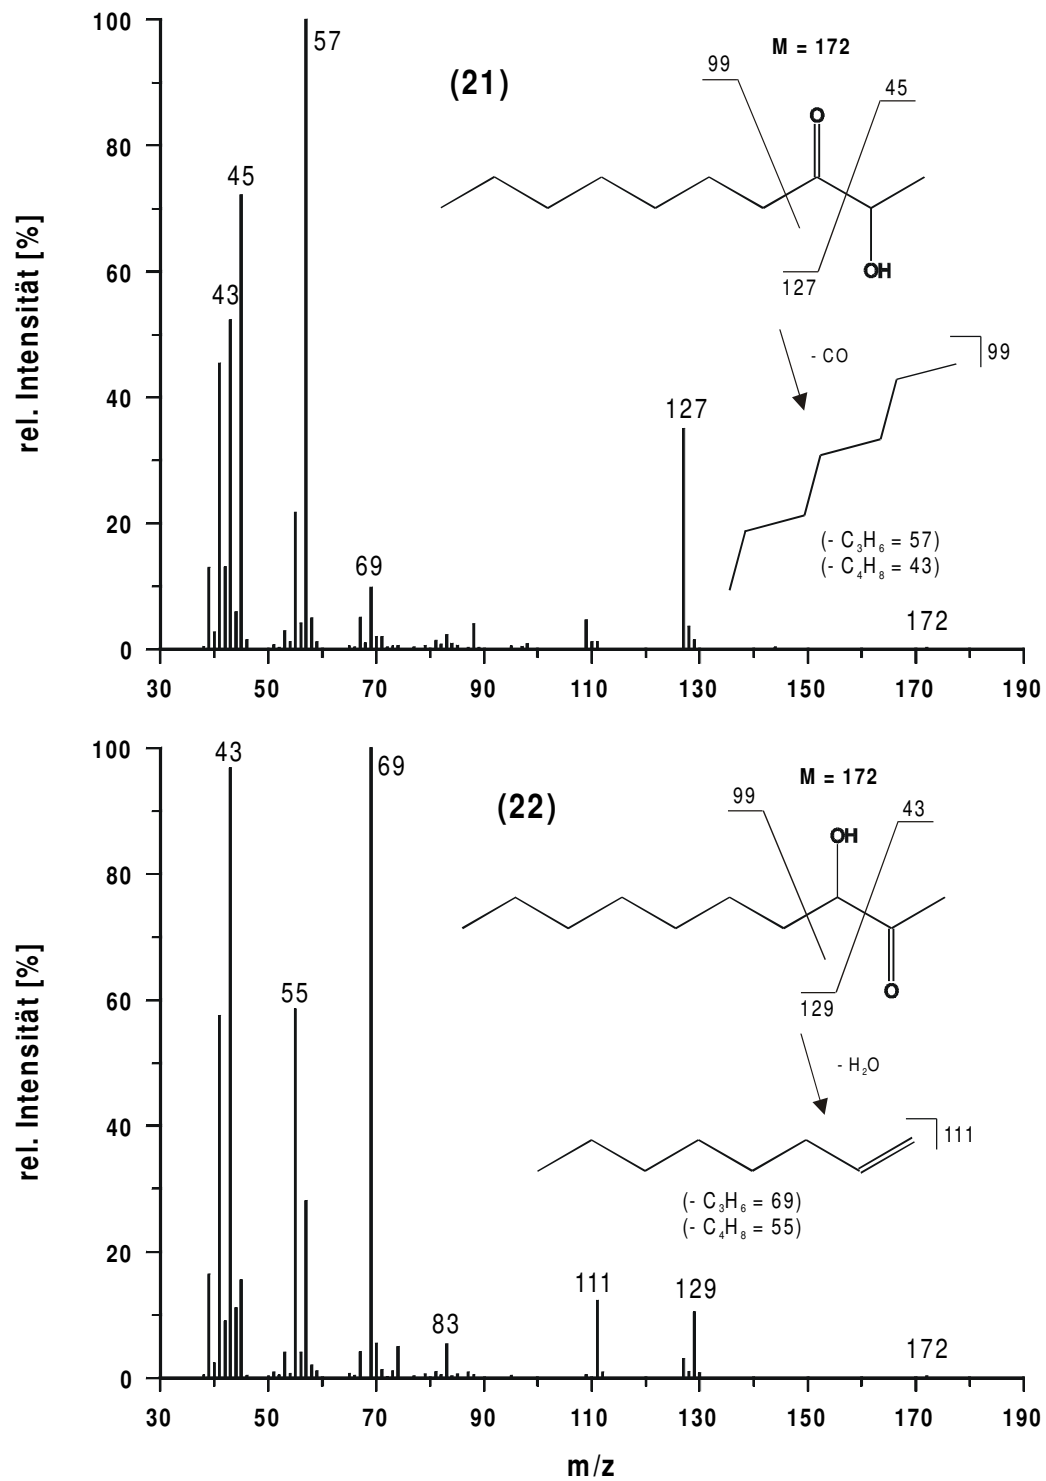 100
57
M = 172
(21)
99
45
O
80
45
rel. Intensität [%]
60
43
OH
127
- CO
99
40
127
20
(- C₃H₆ = 57)
(- C₄H₈ = 43)
69
172
0
30 50 70 90 110 130 150 170 190
100
43
69
M = 172
(22)
99
43
OH
80
rel. Intensität [%]
60
55
O
129
- H₂O
40
111
(- C₃H₆ = 69)
(- C₄H₈ = 55)
20
111
129
83
172
0
30 50 70 90 110 130 150 170 190
m/z